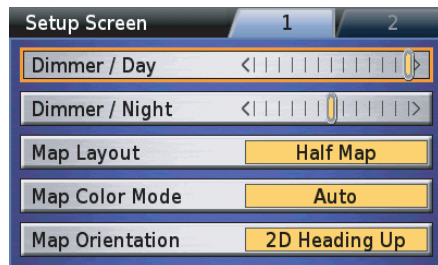 Setup Screen 1 2
Dimmer / Day
Dimmer / Night
Map Layout Half Map
Map Color Mode Auto
Map Orientation 2D Heading Up